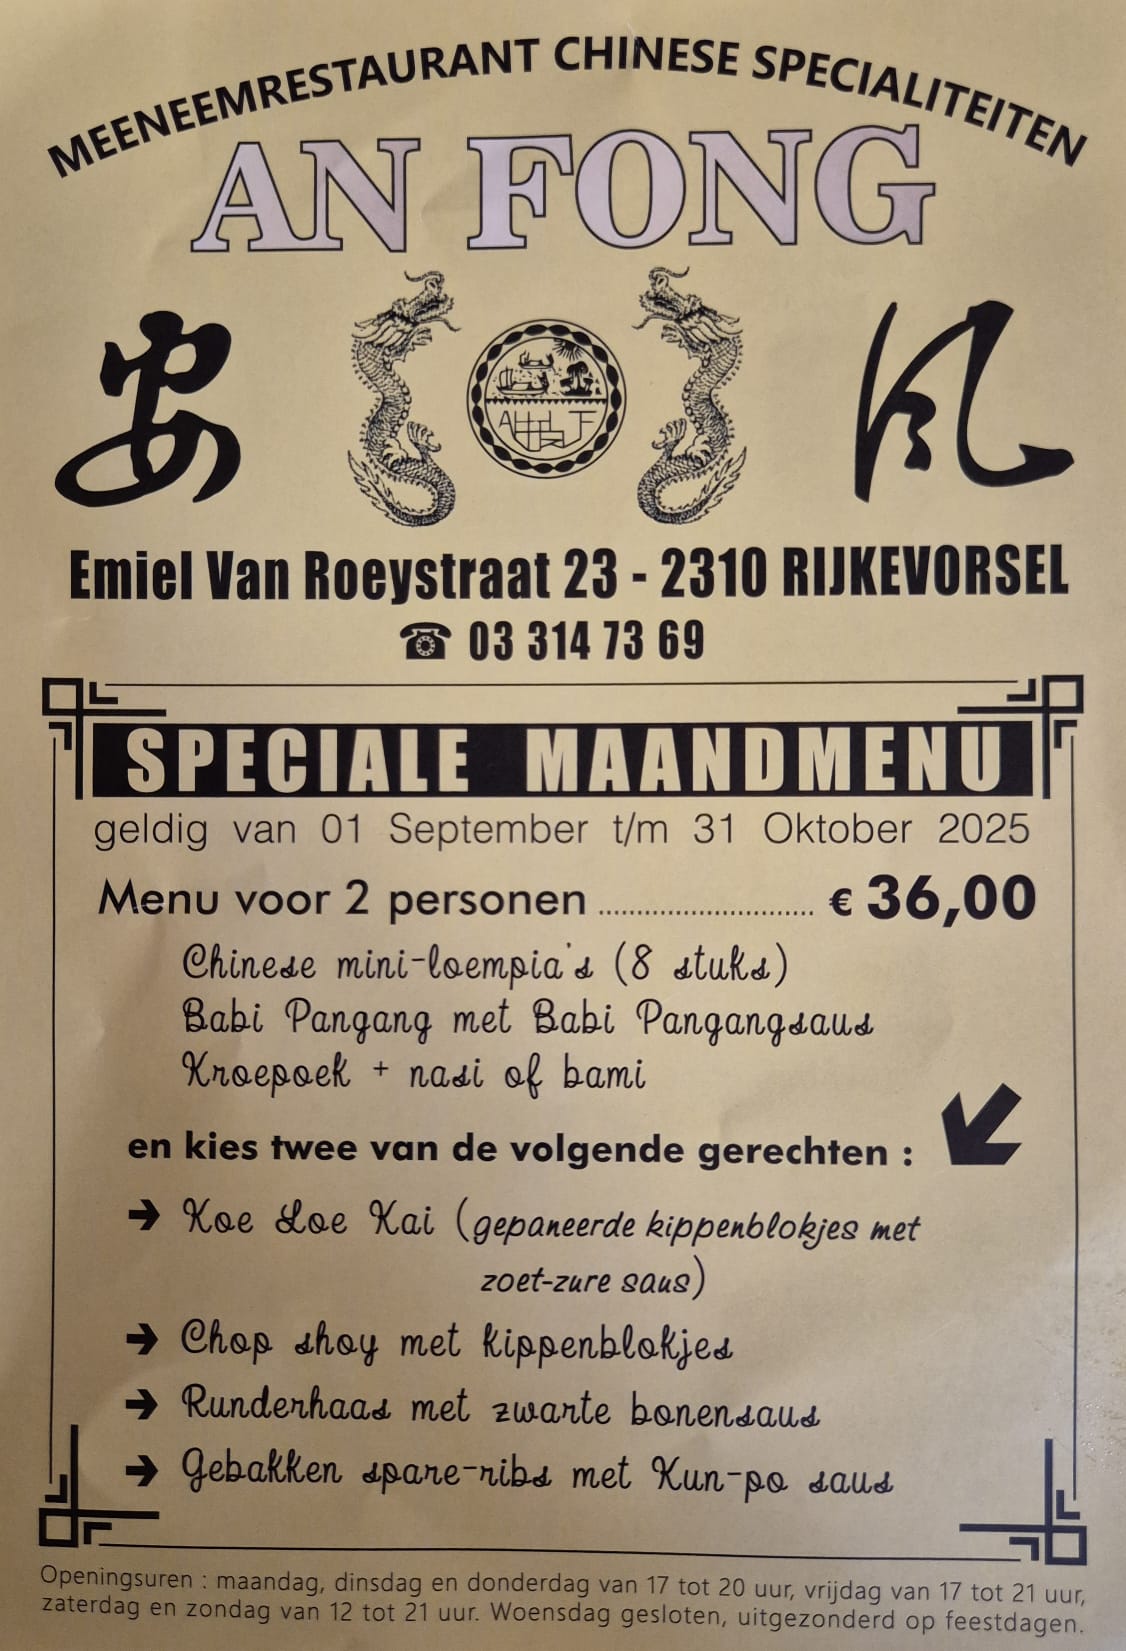 MEENEEMRESTAURANT CHINESE SPECIALITEITEN
AN FONG
安 风
Emiel Van Roeystraat 23 - 2310 RIJKEVORSEL
☎ 03 314 73 69
SPECIALE MAANDMENU
geldig van 01 September t/m 31 Oktober 2025
Menu voor 2 personen ............................ € 36,00
Chinese mini-loempia's (8 stuks)
Babi Pangang met Babi Pangangsaus
Kroepoek + nasi of bami
en kies twee van de volgende gerechten :
➔ Koe Loe Kai (gepaneerde kippenblokjes met
zoet-zure saus)
➔ Chop shoy met kippenblokjes
➔ Runderhaas met zwarte bonensaus
➔ Gebakken spare-ribs met Kun-po saus
Openingsuren : maandag, dinsdag en donderdag van 17 tot 20 uur, vrijdag van 17 tot 21 uur,
zaterdag en zondag van 12 tot 21 uur. Woensdag gesloten, uitgezonderd op feestdagen.